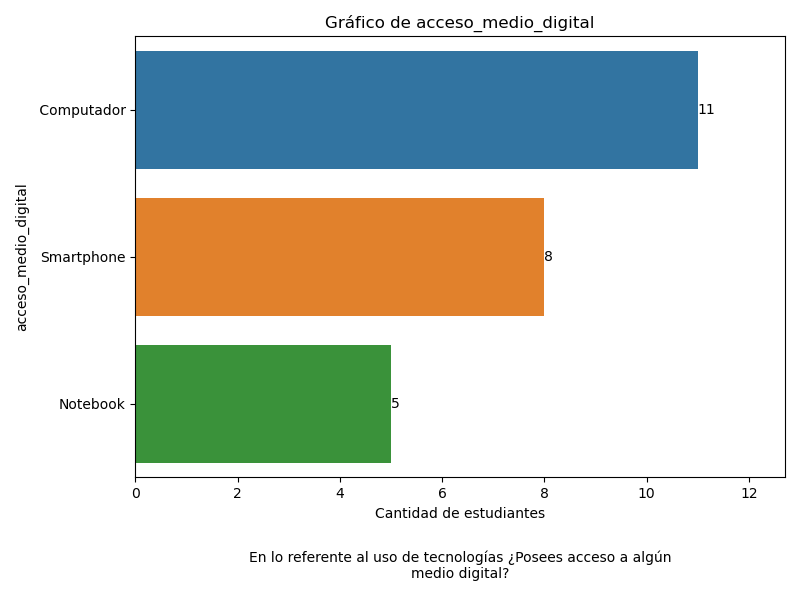 Gráfico de acceso_medio_digital
acceso_medio_digital
Computador
11
Smartphone
8
Notebook
5
0 2 4 6 8 10 12
Cantidad de estudiantes
En lo referente al uso de tecnologías ¿Posees acceso a algún
medio digital?